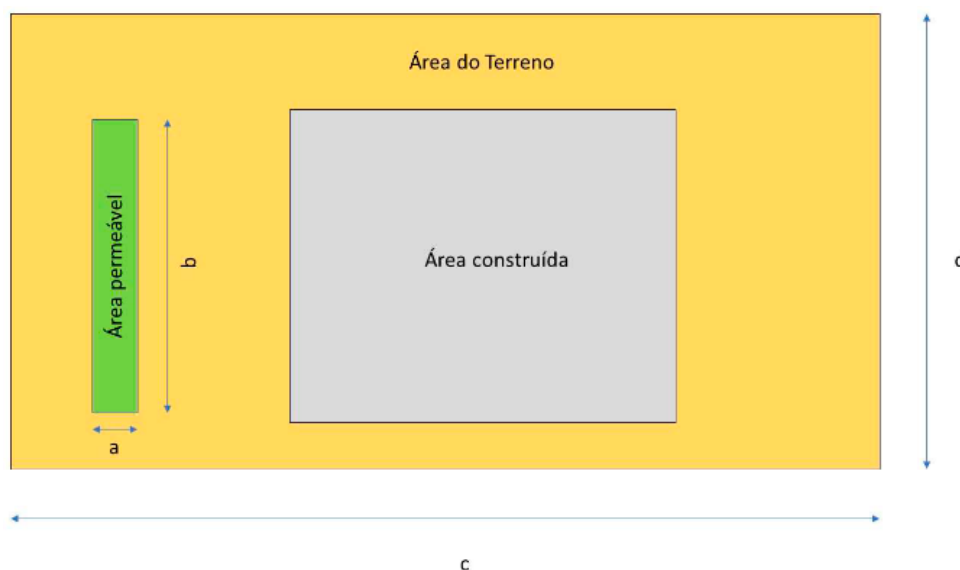 Área do Terreno
Área permeável
b
Área construída
a
c